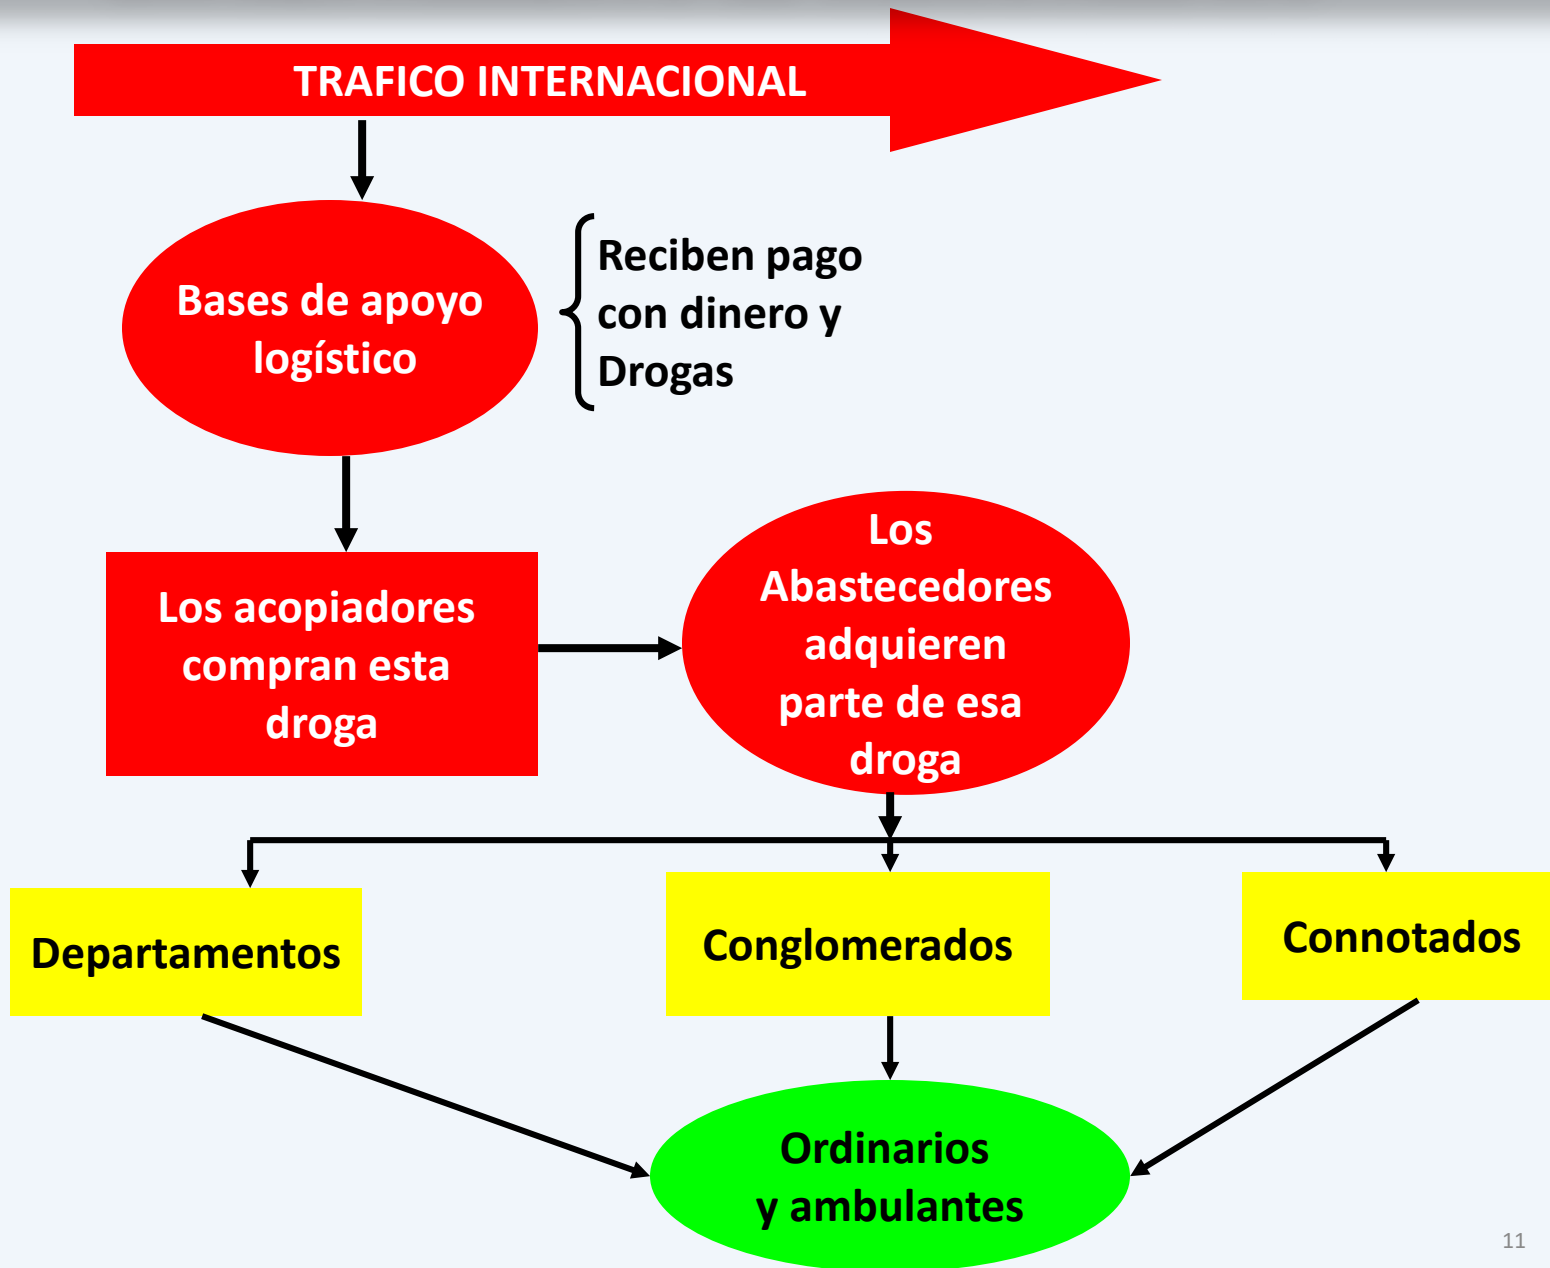 TRAFICO INTERNACIONAL
Bases de apoyo
logístico
Reciben pago
con dinero y
Drogas
Los acopiadores
compran esta
droga
Los
Abastecedores
adquieren
parte de esa
droga
Departamentos
Conglomerados
Connotados
Ordinarios
y ambulantes
11